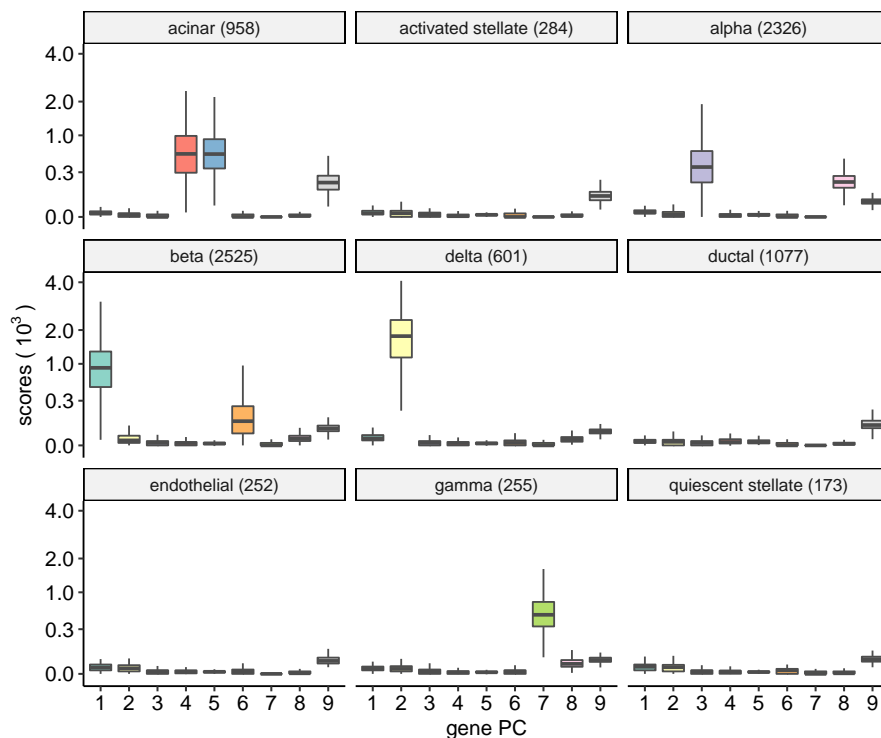 acinar (958) activated stellate (284) alpha (2326)
4.0
2.0
1.0
0.3
0.0
beta (2525) delta (601) ductal (1077)
4.0
2.0
1.0
0.3
0.0
scores ( 10³ )
endothelial (252) gamma (255) quiescent stellate (173)
4.0
2.0
1.0
0.3
0.0
1 2 3 4 5 6 7 8 9 1 2 3 4 5 6 7 8 9 1 2 3 4 5 6 7 8 9
gene PC